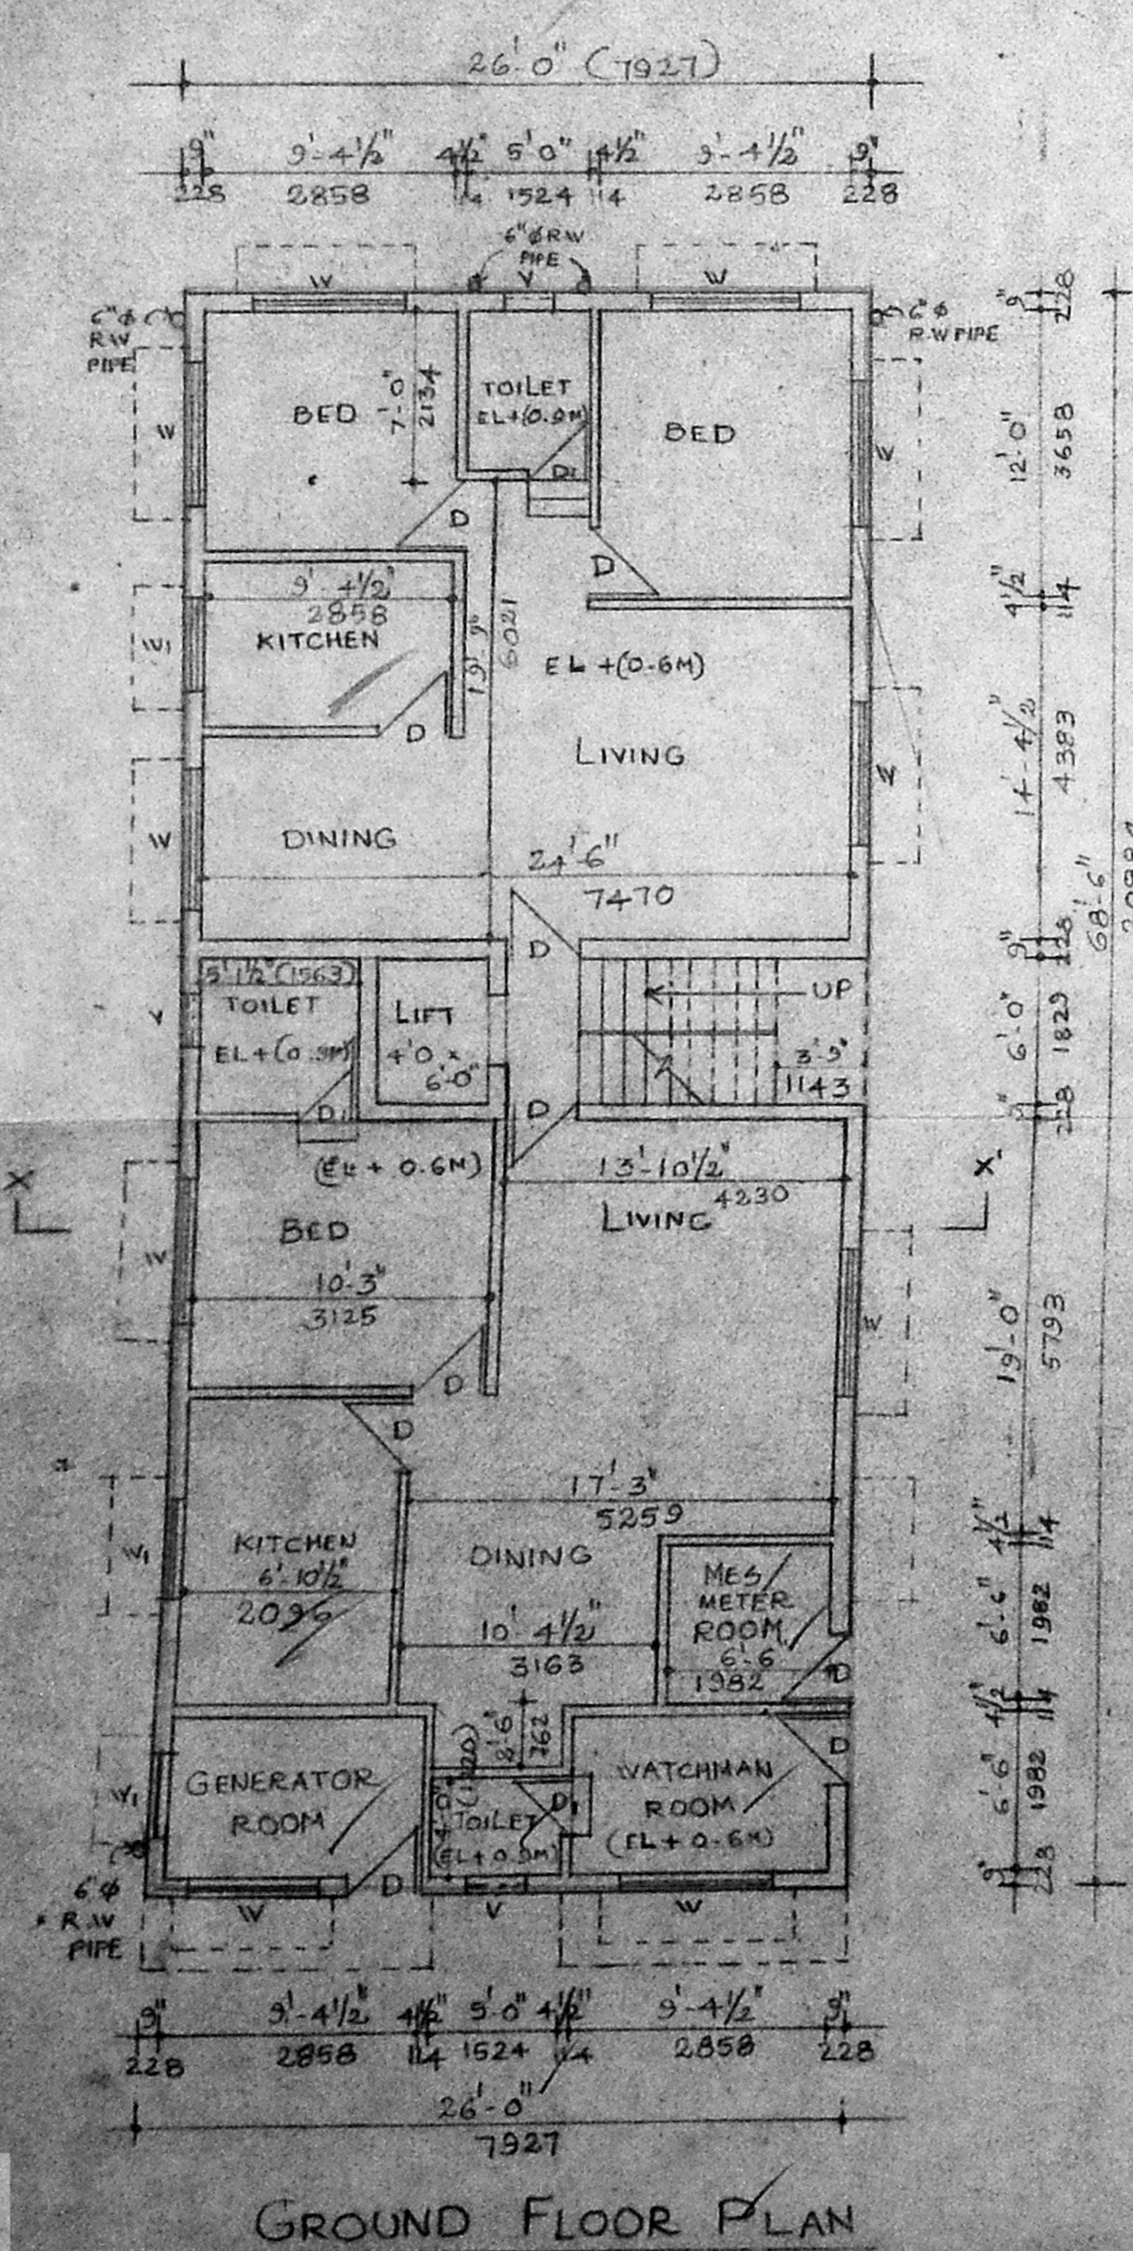 26'-0" (7927)
9" 9'-4½" 4½" 5'0" 4½" 9'-4½" 9"
228 2858 1524 114 2858 228
6"Ø R.W
PIPE
W V W
6"Ø
R.W
PIPE
6"Ø
R.W PIPE
9"
228
BED
7'-0"
2134
TOILET
EL+(0.9M)
BED
W
W
D1
12'-0"
3658
D
D
9'-4½"
2858
4½"
114
KITCHEN
W1
19'-9"
6021
EL +(0.6M)
D
LIVING
14'-4½"
4383
W
DINING
W
24'-6"
7470
68'-6"
D
9"
228
5'1½"(1563)
TOILET
LIFT
UP
V
EL+(0.9M)
4'0 x
6'-0"
3'-9"
1143
6'-0"
1829
D1
D
9"
228
X
(EL + 0.6M)
13'-10½"
4230
X'
BED
LIVING
W
10'-3"
3125
W
19'-0"
5793
D
D
17'-3"
5259
KITCHEN
6'-10½"
2096
W1
DINING
MES/
METER
ROOM
6'-6"
1982
4½"
114
10'-4½"
3163
6'-6"
1982
D
4½"
114
762
D
GENERATOR
ROOM
W1
WATCHMAN
ROOM
(EL + 0.6M)
6'-6"
1982
TOILET
(EL+0.9M)
D1
D
9"
228
6"Ø
R.W
PIPE
W V W
9" 9'-4½" 4½" 5'-0" 4½" 9'-4½" 9"
228 2858 114 1524 114 2858 228
26'-0"
7927
GROUND FLOOR PLAN